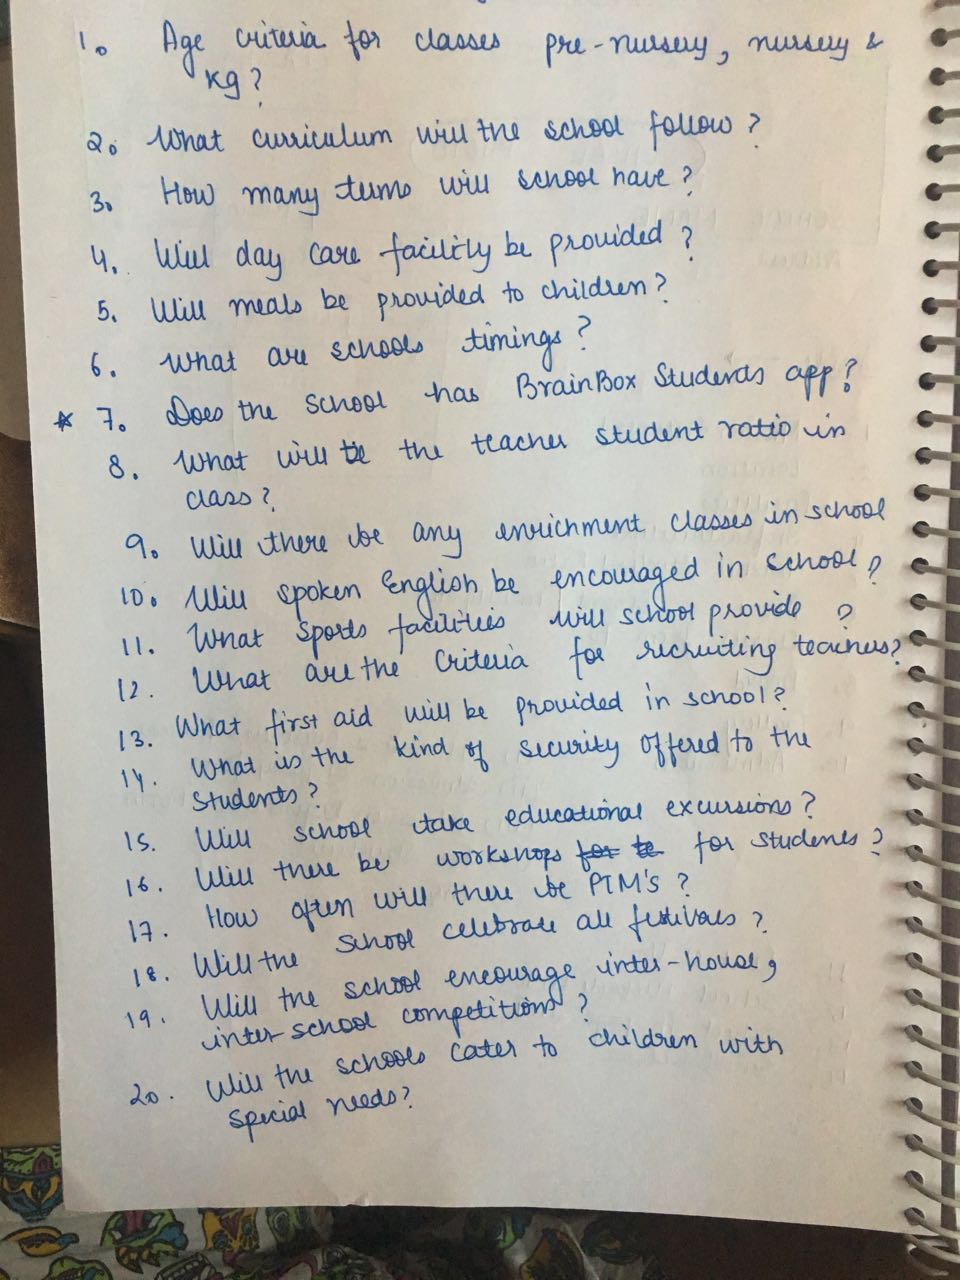 1. Age criteria for classes pre-nursery, nursery &
kg?
2. What curriculum will the school follow?
3. How many terms will school have?
4. Will day care facility be provided?
5. Will meals be provided to children?
6. What are schools timings?
* 7. Does the school has BrainBox Students app?
8. What will be the teacher student ratio in
class?
9. Will there be any enrichment classes in school
10. Will spoken English be encouraged in school?
11. What sports facilities will school provide ?
12. What are the criteria for recruiting teachers?
13. What first aid will be provided in school?
14. What is the kind of security offered to the
students?
15. Will school take educational excursions?
16. Will there be workshops for te for students?
17. How often will there be PTM's ?
18. Will the school celebrate all festivals ?
19. Will the school encourage inter-house,
inter-school competitions ?
20. Will the schools cater to children with
special needs?